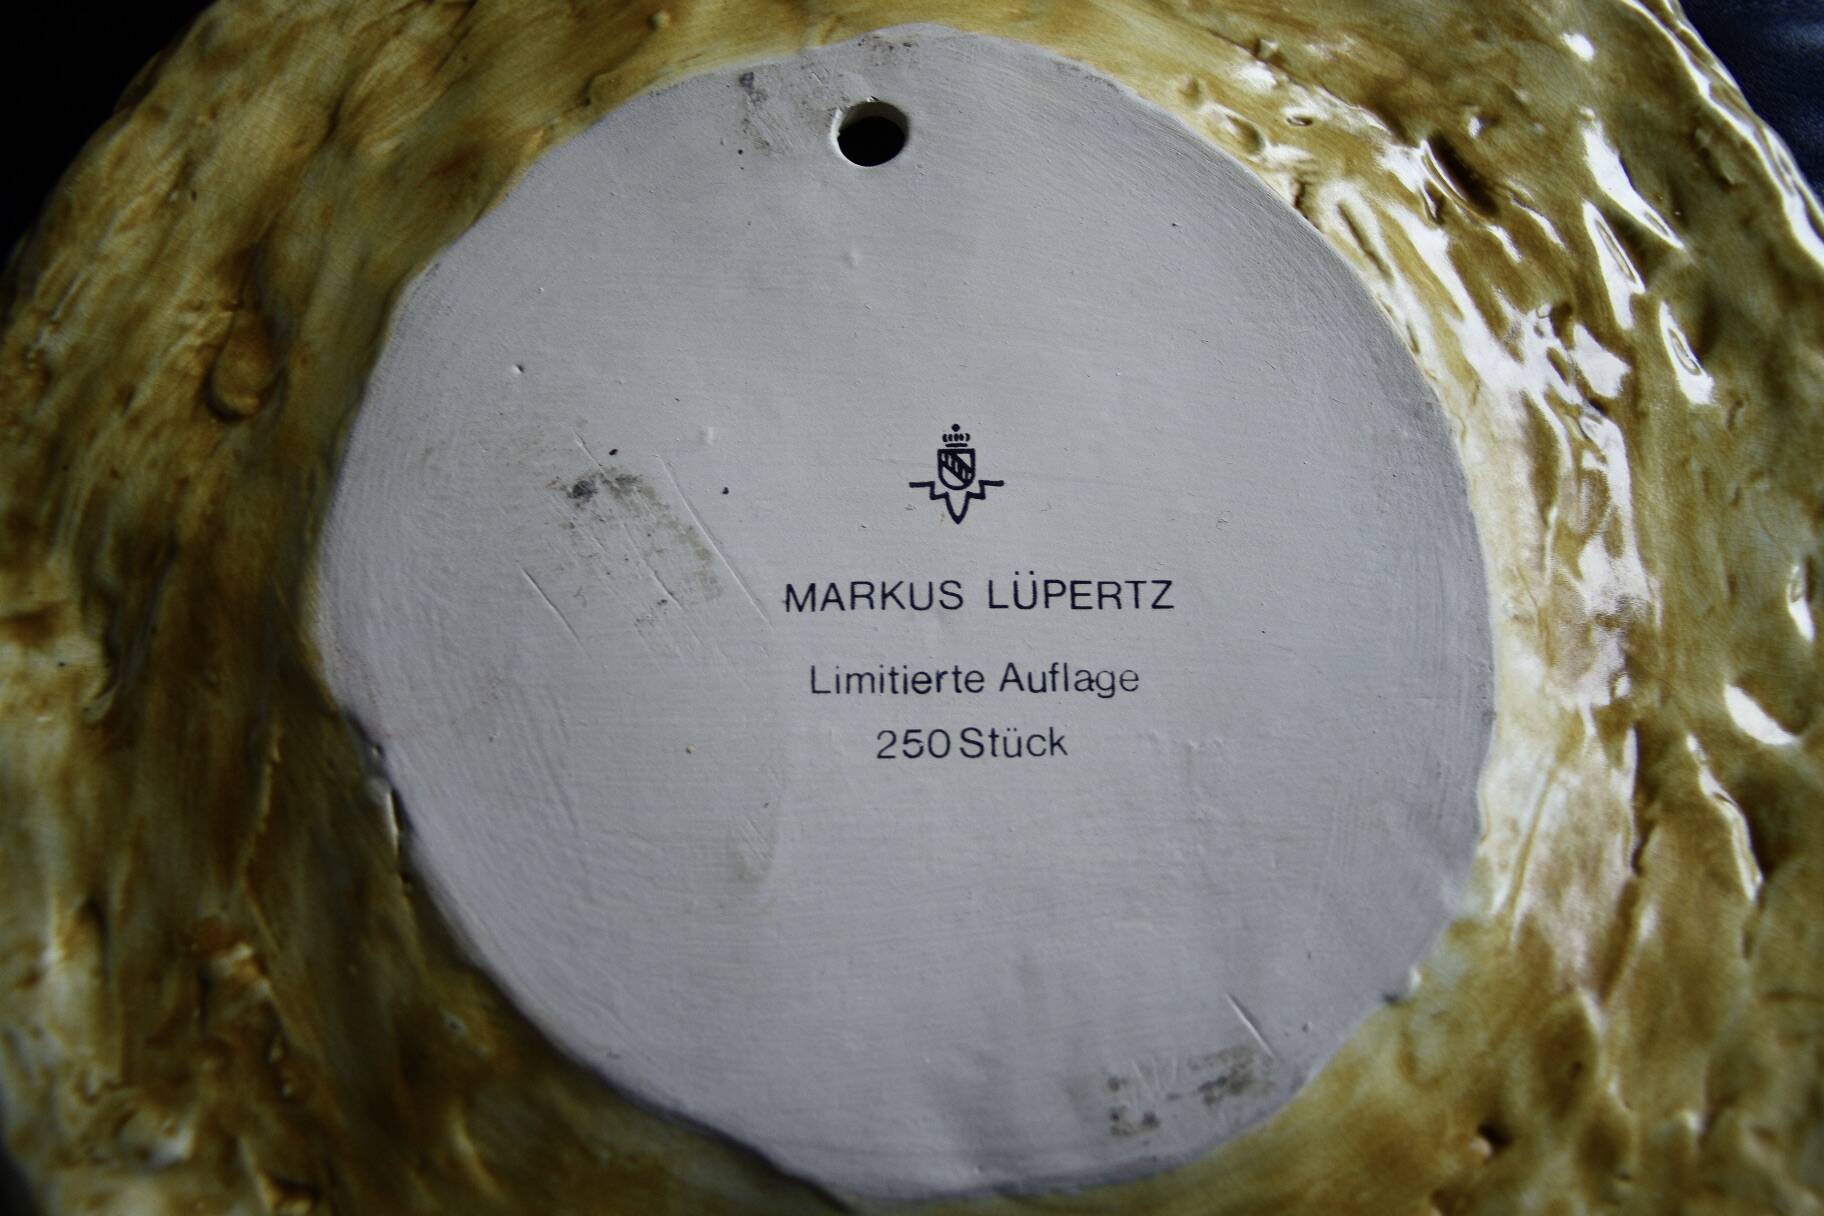 MARKUS LÜPERTZ
Limitierte Auflage
250 Stück